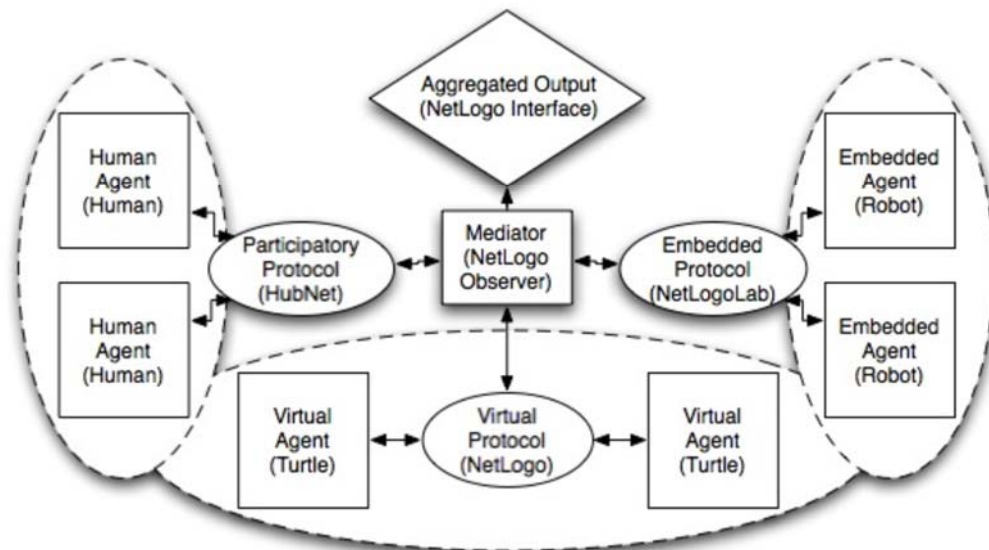 Aggregated Output
(NetLogo Interface)
Human
Agent
(Human)
Embedded
Agent
(Robot)
Participatory
Protocol
(HubNet)
Mediator
(NetLogo
Observer)
Embedded
Protocol
(NetLogoLab)
Human
Agent
(Human)
Embedded
Agent
(Robot)
Virtual
Agent
(Turtle)
Virtual
Protocol
(NetLogo)
Virtual
Agent
(Turtle)